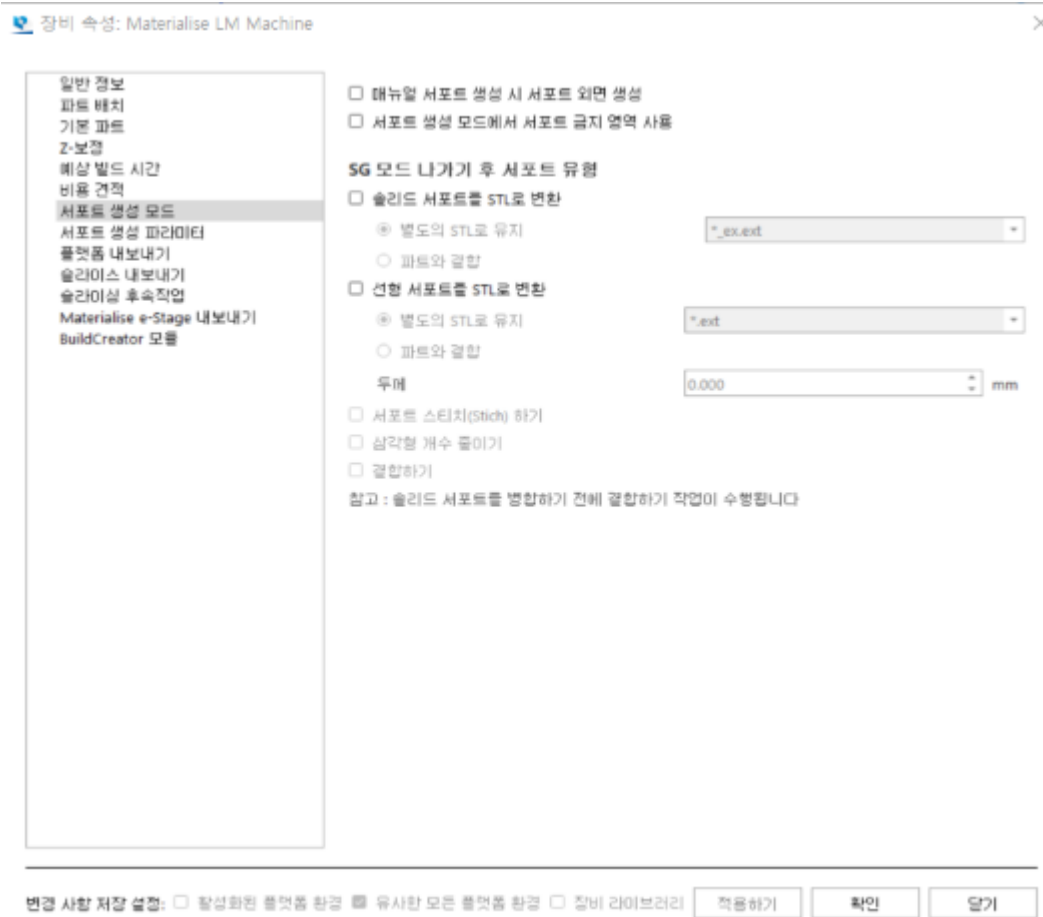 장비 속성: Materialise LM Machine
일반 정보
파트 배치
기본 파트
Z-보정
예상 빌드 시간
비용 견적
서포트 생성 모드
서포트 생성 파라미터
플랫폼 내보내기
슬라이스 내보내기
슬라이싱 후속작업
Materialise e-Stage 내보내기
BuildCreator 모듈
매뉴얼 서포트 생성 시 서포트 외면 생성
서포트 생성 모드에서 서포트 금지 영역 사용
SG 모드 나가기 후 서포트 유형
솔리드 서포트를 STL로 변환
별도의 STL로 유지 *_ex.ext
파트와 결합
선형 서포트를 STL로 변환
별도의 STL로 유지 *.ext
파트와 결합
두께 0.000 mm
서포트 스티치(Stich) 하기
삼각형 개수 줄이기
결합하기
참고 : 솔리드 서포트를 병합하기 전에 결합하기 작업이 수행됩니다
변경 사항 저장 설정: 활성화된 플랫폼 환경 유사한 모든 플랫폼 환경 장비 라이브러리 적용하기 확인 닫기